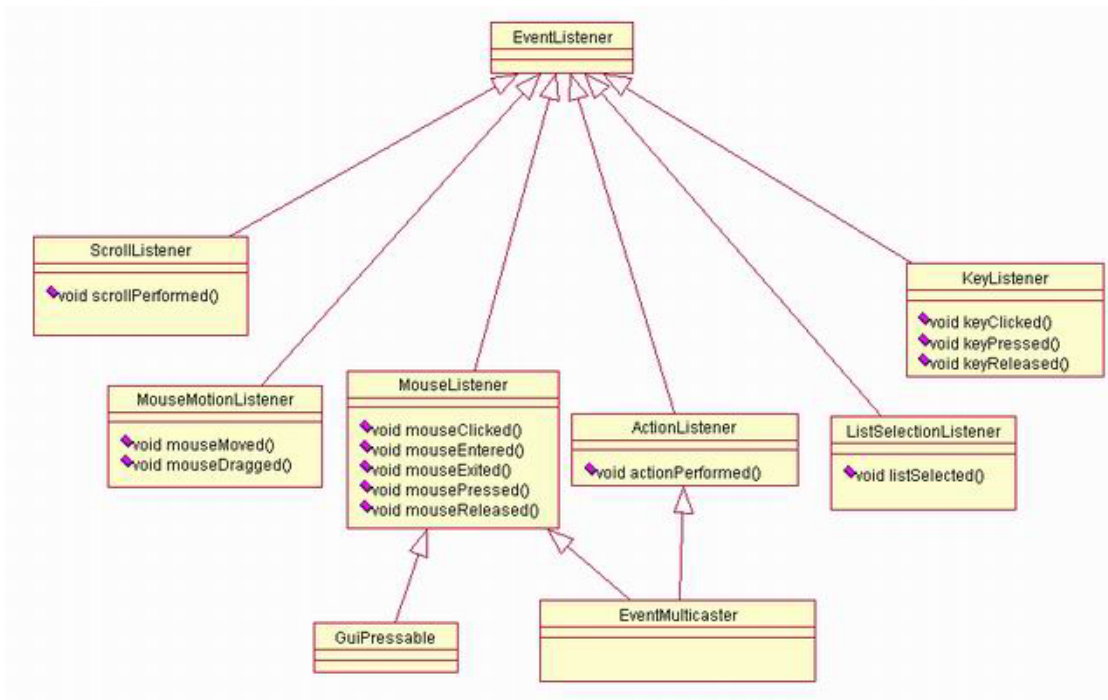 EventListener
ScrollListener
void scrollPerformed()
KeyListener
void keyClicked()
void keyPressed()
void keyReleased()
MouseMotionListener
void mouseMoved()
void mouseDragged()
MouseListener
void mouseClicked()
void mouseEntered()
void mouseExited()
void mousePressed()
void mouseReleased()
ActionListener
void actionPerformed()
ListSelectionListener
void listSelected()
GuiPressable
EventMulticaster